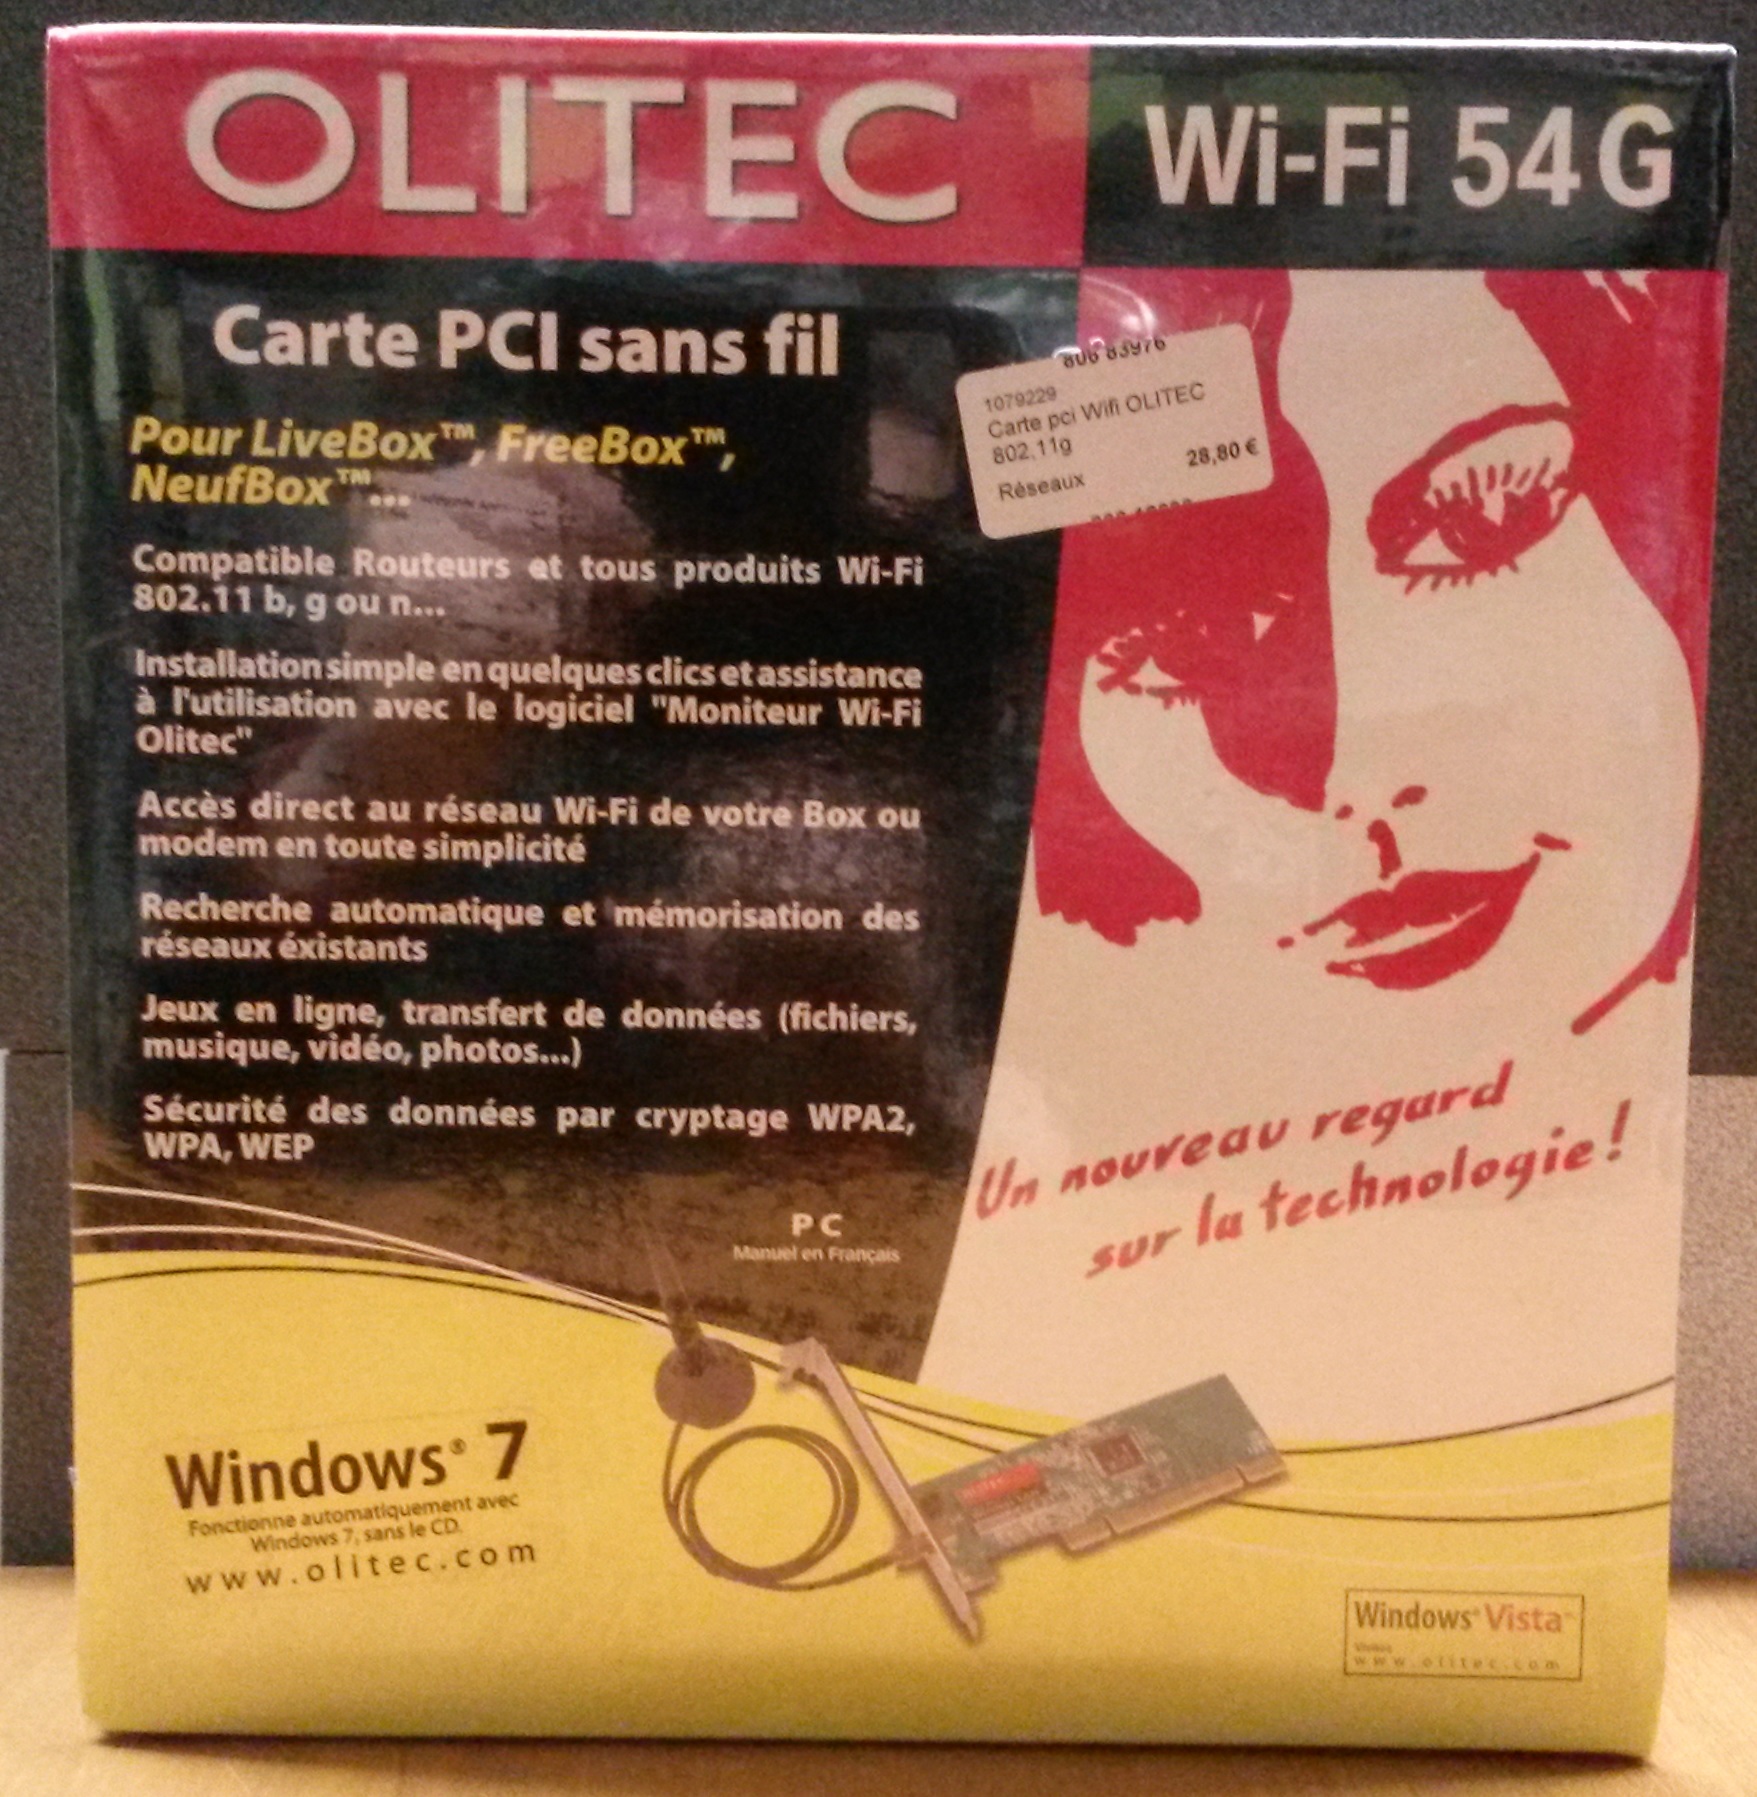 OLITEC
Wi-Fi 54G
Carte PCI sans fil
Pour LiveBox™, FreeBox™,
NeufBox™...
Compatible Routeurs et tous produits Wi-Fi
802.11 b, g ou n...
Installation simple en quelques clics et assistance
à l'utilisation avec le logiciel "Moniteur Wi-Fi
Olitec"
Accès direct au réseau Wi-Fi de votre Box ou
modem en toute simplicité
Recherche automatique et mémorisation des
réseaux éxistants
Jeux en ligne, transfert de données (fichiers,
musique, vidéo, photos...)
Sécurité des données par cryptage WPA2,
WPA, WEP
PC
Manuel en Français
806 83976
1079229
Carte pci Wifi OLITEC
802.11g
28,80 €
Réseaux
Un nouveau regard
sur la technologie!
Windows® 7
Fonctionne automatiquement avec
Windows 7, sans le CD.
www.olitec.com
Windows® Vista™
www.olitec.com